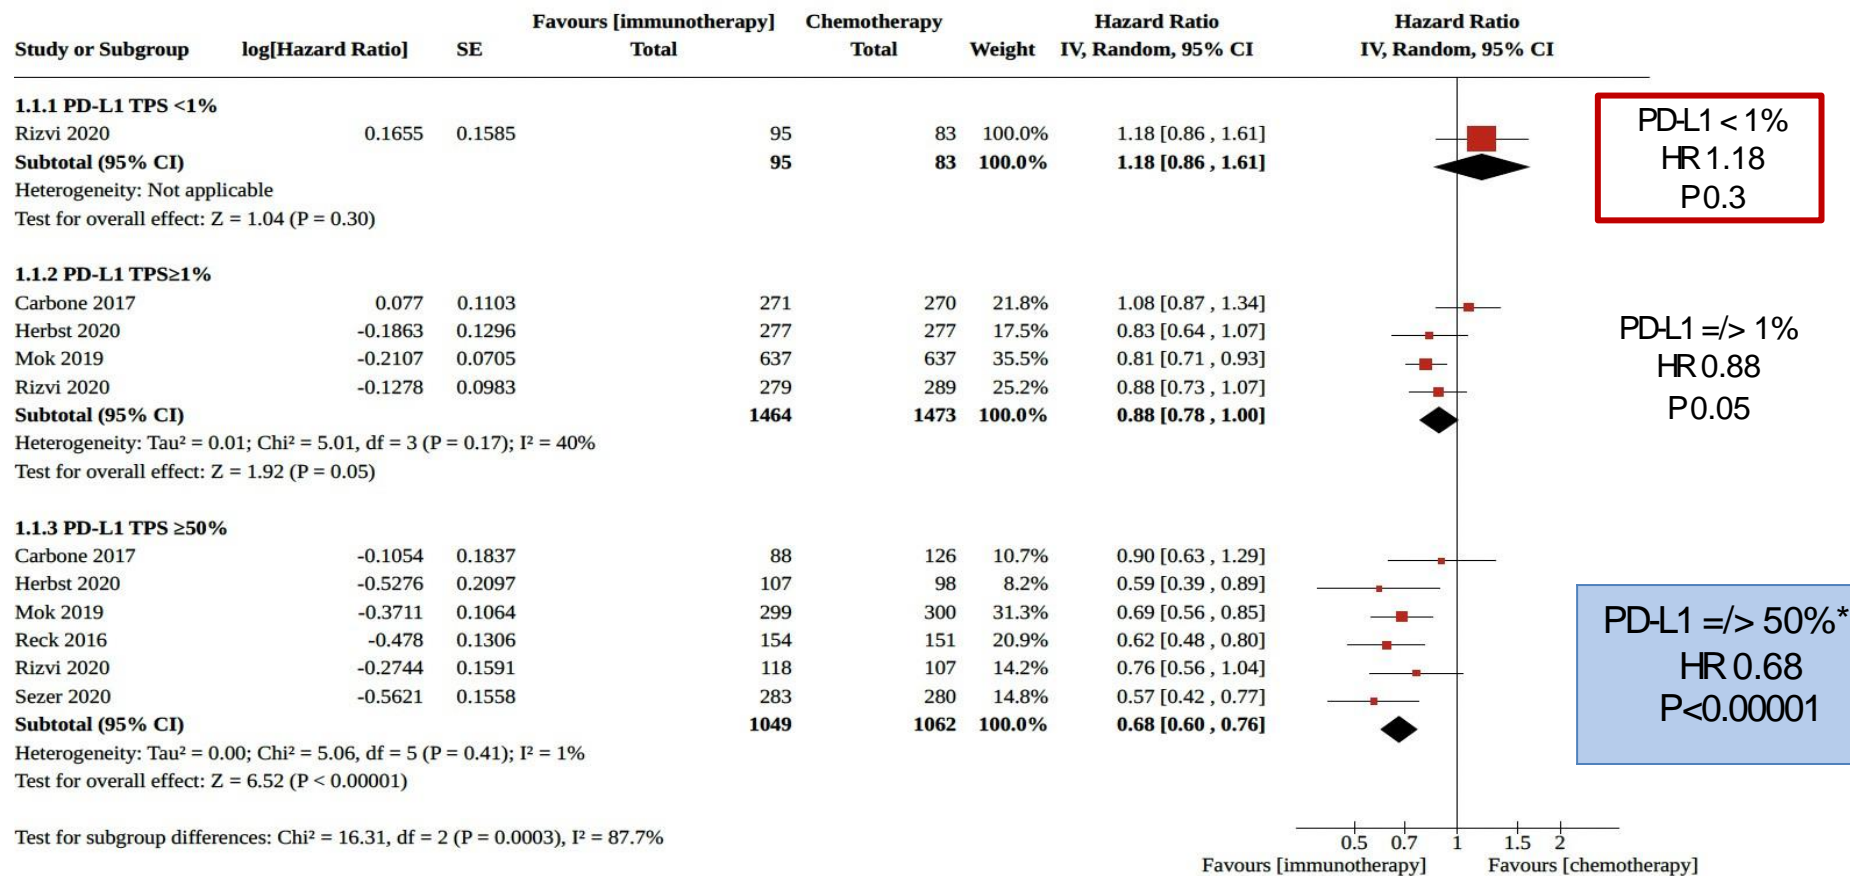 Favours [immunotherapy] Chemotherapy Hazard Ratio Hazard Ratio
Study or Subgroup log[Hazard Ratio] SE Total Total Weight IV, Random, 95% CI IV, Random, 95% CI
1.1.1 PD-L1 TPS <1%
Rizvi 2020 0.1655 0.1585 95 83 100.0% 1.18 [0.86 , 1.61]
Subtotal (95% CI) 95 83 100.0% 1.18 [0.86 , 1.61]
Heterogeneity: Not applicable
Test for overall effect: Z = 1.04 (P = 0.30)
PD-L1 < 1%
HR 1.18
P 0.3
1.1.2 PD-L1 TPS≥1%
Carbone 2017 0.077 0.1103 271 270 21.8% 1.08 [0.87 , 1.34]
Herbst 2020 -0.1863 0.1296 277 277 17.5% 0.83 [0.64 , 1.07]
Mok 2019 -0.2107 0.0705 637 637 35.5% 0.81 [0.71 , 0.93]
Rizvi 2020 -0.1278 0.0983 279 289 25.2% 0.88 [0.73 , 1.07]
Subtotal (95% CI) 1464 1473 100.0% 0.88 [0.78 , 1.00]
Heterogeneity: Tau² = 0.01; Chi² = 5.01, df = 3 (P = 0.17); I² = 40%
Test for overall effect: Z = 1.92 (P = 0.05)
PD-L1 =/> 1%
HR 0.88
P 0.05
1.1.3 PD-L1 TPS ≥50%
Carbone 2017 -0.1054 0.1837 88 126 10.7% 0.90 [0.63 , 1.29]
Herbst 2020 -0.5276 0.2097 107 98 8.2% 0.59 [0.39 , 0.89]
Mok 2019 -0.3711 0.1064 299 300 31.3% 0.69 [0.56 , 0.85]
Reck 2016 -0.478 0.1306 154 151 20.9% 0.62 [0.48 , 0.80]
Rizvi 2020 -0.2744 0.1591 118 107 14.2% 0.76 [0.56 , 1.04]
Sezer 2020 -0.5621 0.1558 283 280 14.8% 0.57 [0.42 , 0.77]
Subtotal (95% CI) 1049 1062 100.0% 0.68 [0.60 , 0.76]
Heterogeneity: Tau² = 0.00; Chi² = 5.06, df = 5 (P = 0.41); I² = 1%
Test for overall effect: Z = 6.52 (P < 0.00001)
PD-L1 =/> 50%*
HR 0.68
P<0.00001
Test for subgroup differences: Chi² = 16.31, df = 2 (P = 0.0003), I² = 87.7%
0.5 0.7 1 1.5 2
Favours [immunotherapy] Favours [chemotherapy]